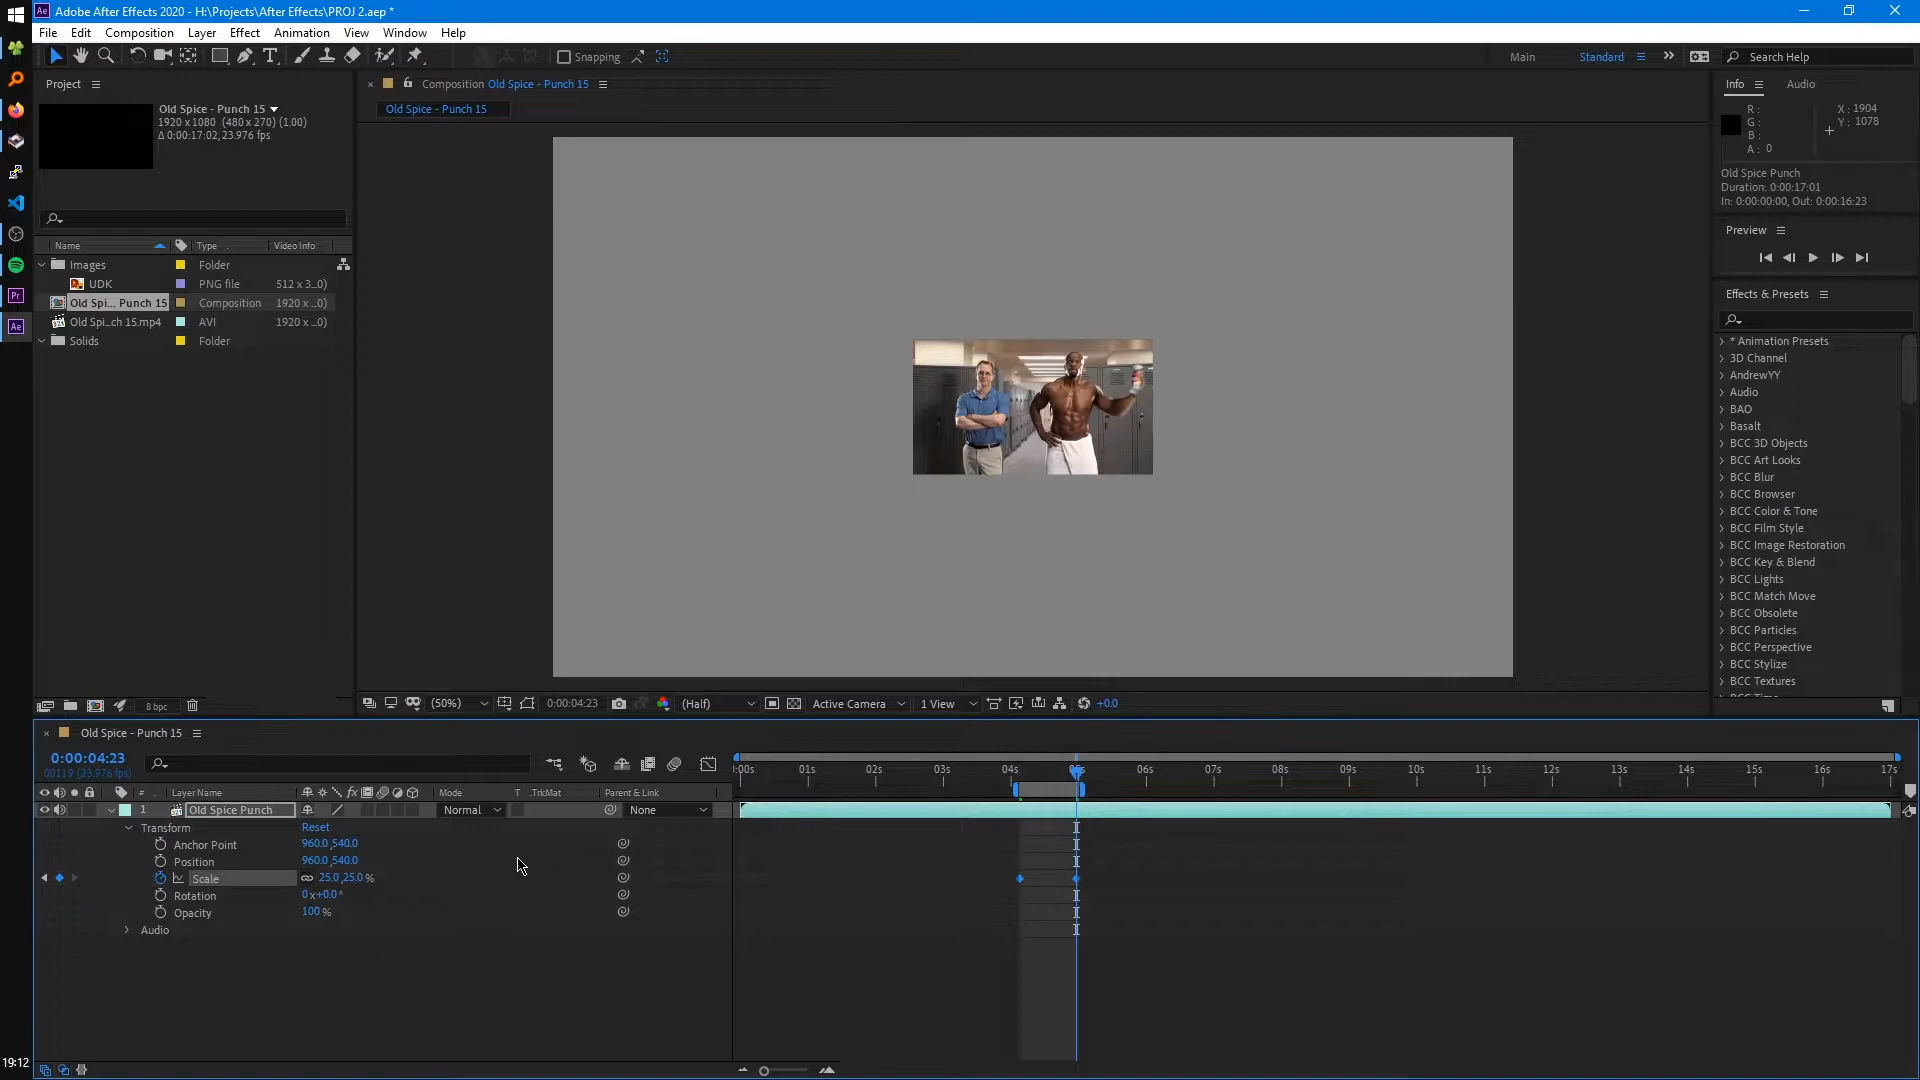 Adobe After Effects 2020 - H:\Projects\After Effects\PROJ 2.aep *
File Edit Composition Layer Effect Animation View Window Help
Snapping
Main Standard Search Help
Project
Old Spice - Punch 15
1920 x 1080 (480 x 270) (1.00)
Δ 0:00:17:02, 23.976 fps
Name Type Video Info
Images Folder
UDK PNG file 512 x 3...0)
Old Spi... Punch 15 Composition 1920 x ...0)
Old Spi...ch 15.mp4 AVI 1920 x ...0)
Solids Folder
8 bpc
Composition Old Spice - Punch 15
Old Spice - Punch 15
(50%) 0:00:04:23 (Half) Active Camera 1 View +0.0
Info Audio
R :
G :
B :
A : 0
X : 1904
Y : 1078
Old Spice Punch
Duration: 0:00:17:01
In: 0:00:00:00, Out: 0:00:16:23
Preview
Effects & Presets
* Animation Presets
3D Channel
AndrewYY
Audio
BAO
Basalt
BCC 3D Objects
BCC Art Looks
BCC Blur
BCC Browser
BCC Color & Tone
BCC Film Style
BCC Image Restoration
BCC Key & Blend
BCC Lights
BCC Match Move
BCC Obsolete
BCC Particles
BCC Perspective
BCC Stylize
BCC Textures
Pr
Ae
Old Spice - Punch 15
0:00:04:23
00119 (23.976 fps)
:00s 01s 02s 03s 04s 05s 06s 07s 08s 09s 10s 11s 12s 13s 14s 15s 16s 17s
# Layer Name Mode T .TrkMat Parent & Link
1 Old Spice Punch Normal None
Transform Reset
Anchor Point 960.0,540.0
Position 960.0,540.0
Scale 25.0,25.0 %
Rotation 0x+0.0°
Opacity 100 %
Audio
19:12